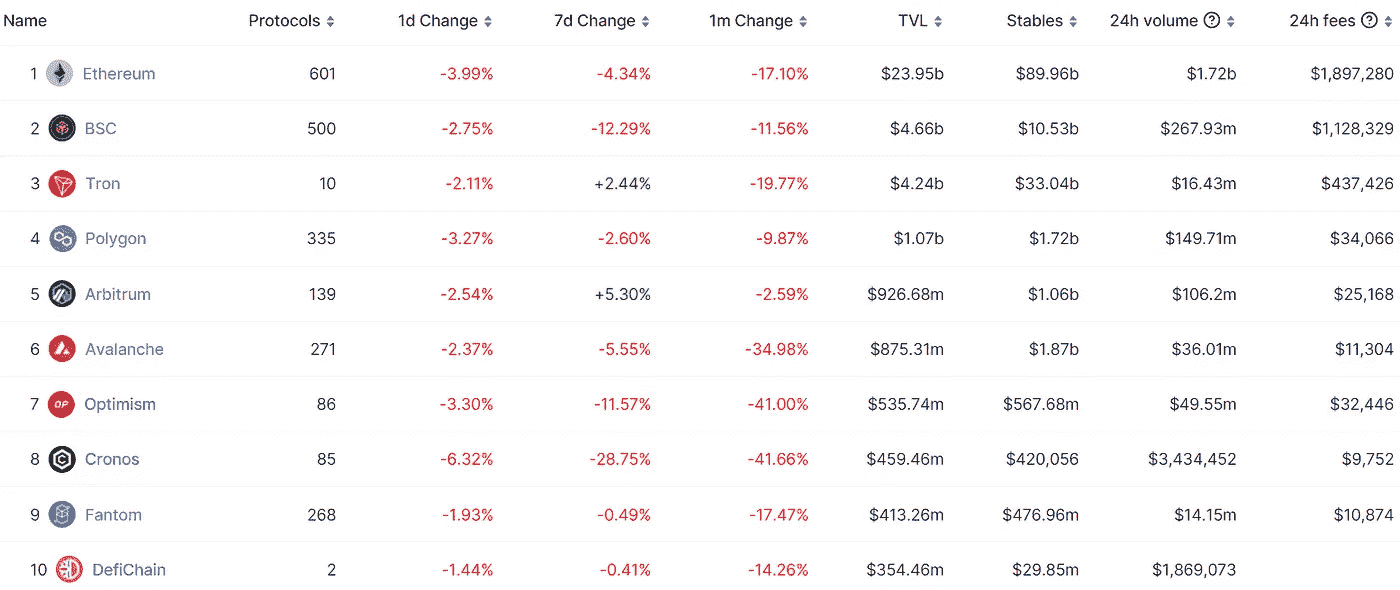 Name Protocols 1d Change 7d Change 1m Change TVL Stables 24h volume ? 24h fees ?
1 Ethereum 601 -3.99% -4.34% -17.10% $23.95b $89.96b $1.72b $1,897,280
2 BSC 500 -2.75% -12.29% -11.56% $4.66b $10.53b $267.93m $1,128,329
3 Tron 10 -2.11% +2.44% -19.77% $4.24b $33.04b $16.43m $437,426
4 Polygon 335 -3.27% -2.60% -9.87% $1.07b $1.72b $149.71m $34,066
5 Arbitrum 139 -2.54% +5.30% -2.59% $926.68m $1.06b $106.2m $25,168
6 Avalanche 271 -2.37% -5.55% -34.98% $875.31m $1.87b $36.01m $11,304
7 OP Optimism 86 -3.30% -11.57% -41.00% $535.74m $567.68m $49.55m $32,446
8 Cronos 85 -6.32% -28.75% -41.66% $459.46m $420,056 $3,434,452 $9,752
9 Fantom 268 -1.93% -0.49% -17.47% $413.26m $476.96m $14.15m $10,874
10 DefiChain 2 -1.44% -0.41% -14.26% $354.46m $29.85m $1,869,073